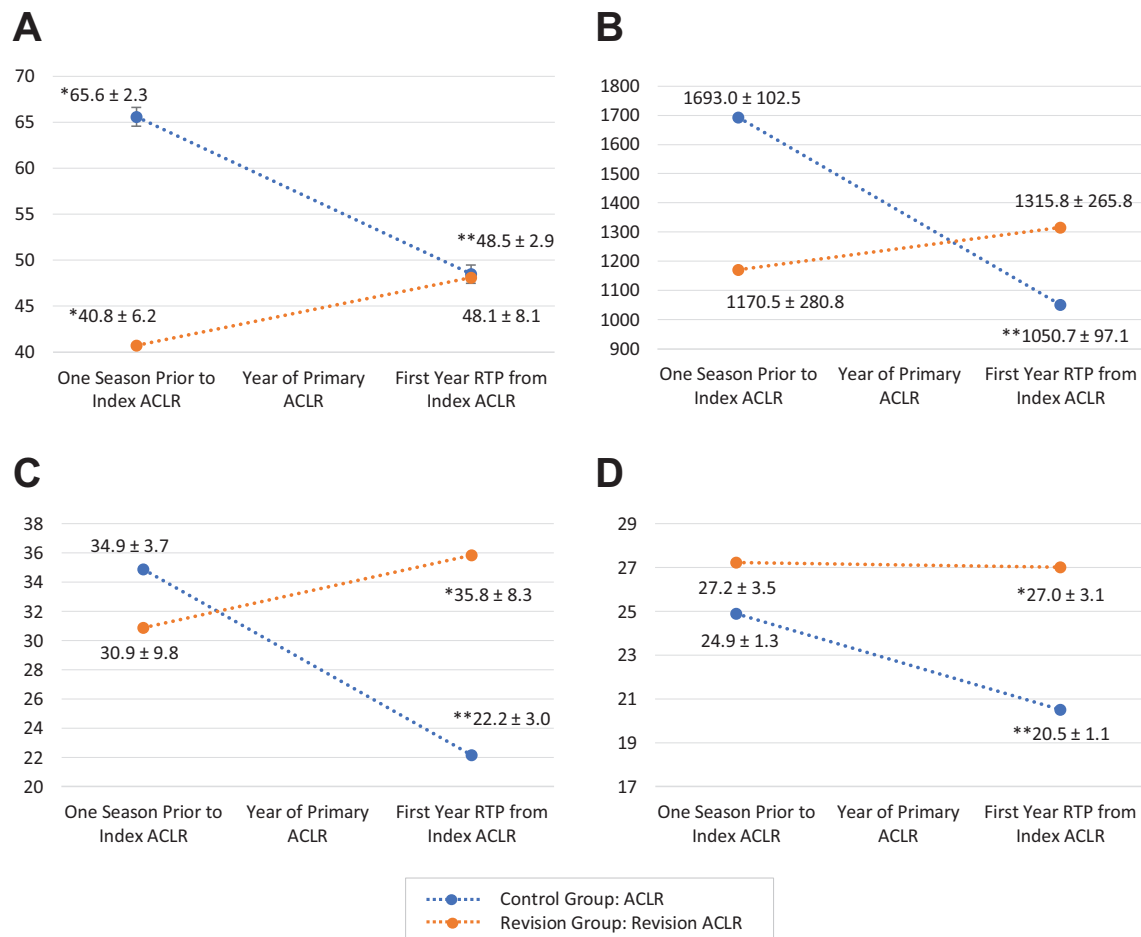 A
70
65
60
55
50
45
40
*65.6 ± 2.3
**48.5 ± 2.9
*40.8 ± 6.2
48.1 ± 8.1
One Season Prior to
Index ACLR
Year of Primary
ACLR
First Year RTP from
Index ACLR
B
1800
1700
1600
1500
1400
1300
1200
1100
1000
900
1693.0 ± 102.5
1315.8 ± 265.8
1170.5 ± 280.8
**1050.7 ± 97.1
One Season Prior to
Index ACLR
Year of Primary
ACLR
First Year RTP from
Index ACLR
C
38
36
34
32
30
28
26
24
22
20
34.9 ± 3.7
*35.8 ± 8.3
30.9 ± 9.8
**22.2 ± 3.0
One Season Prior to
Index ACLR
Year of Primary
ACLR
First Year RTP from
Index ACLR
D
29
27
25
23
21
19
17
27.2 ± 3.5
*27.0 ± 3.1
24.9 ± 1.3
**20.5 ± 1.1
One Season Prior to
Index ACLR
Year of Primary
ACLR
First Year RTP from
Index ACLR
Control Group: ACLR
Revision Group: Revision ACLR